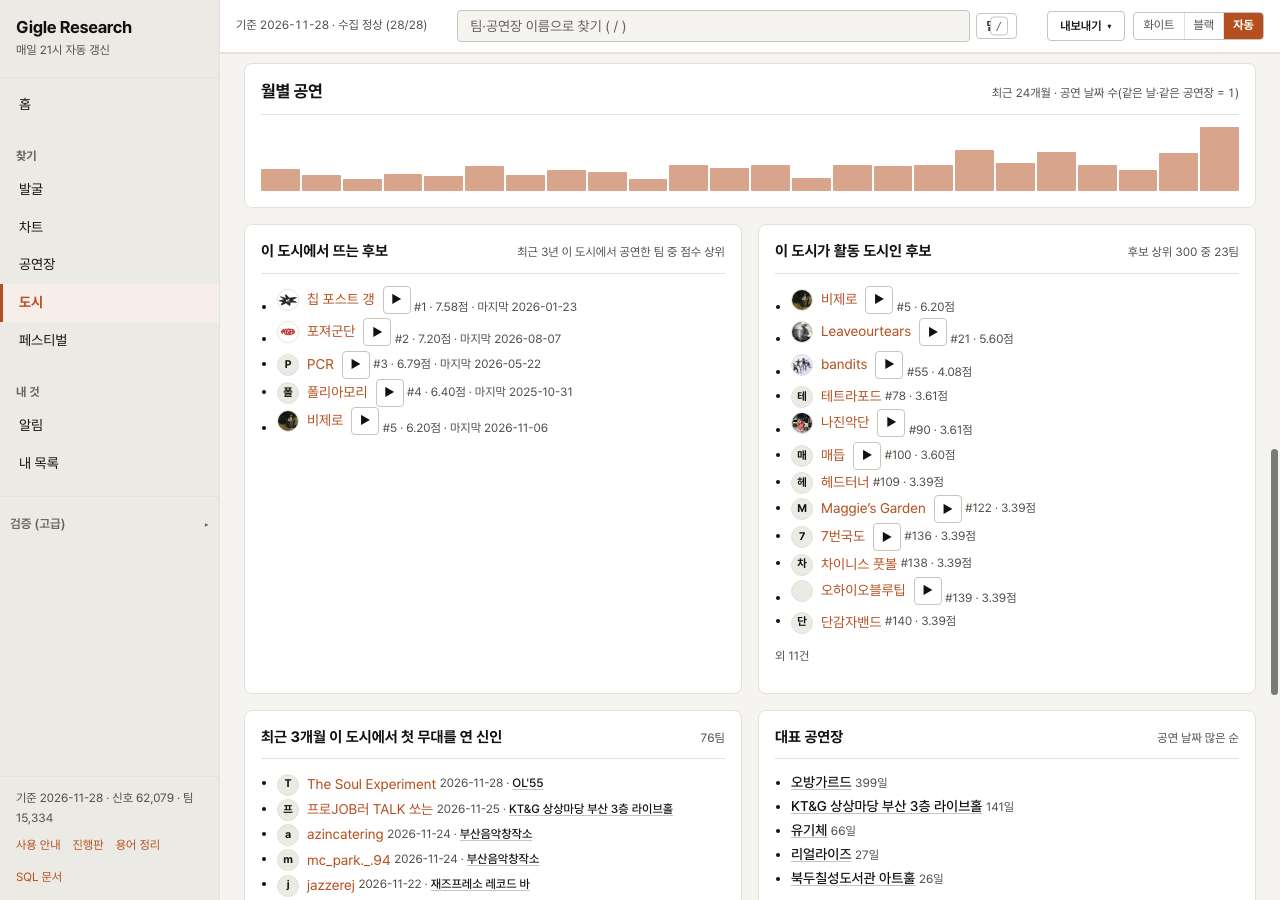 Gigle Research
매일 21시 자동 갱신
홈
찾기
발굴
차트
공연장
도시
페스티벌
내 것
알림
내 목록
검증 (고급)
기준 2026-11-28 · 신호 62,079 · 팀
15,334
사용 안내 진행판 용어 정리
SQL 문서
기준 2026-11-28 · 수집 정상 (28/28)
팀·공연장 이름으로 찾기 ( / )
/
내보내기
화이트 블랙 자동
월별 공연
최근 24개월 · 공연 날짜 수(같은 날·같은 공연장 = 1)
이 도시에서 뜨는 후보
최근 3년 이 도시에서 공연한 팀 중 점수 상위
칩 포스트 갱 #1 · 7.58점 · 마지막 2026-01-23
포져군단 #2 · 7.20점 · 마지막 2026-08-07
P PCR #3 · 6.79점 · 마지막 2026-05-22
폴 폴리아모리 #4 · 6.40점 · 마지막 2025-10-31
비제로 #5 · 6.20점 · 마지막 2026-11-06
이 도시가 활동 도시인 후보
후보 상위 300 중 23팀
비제로 #5 · 6.20점
Leaveourtears #21 · 5.60점
bandits #55 · 4.08점
테 테트라포드 #78 · 3.61점
나진악단 #90 · 3.61점
매 매듭 #100 · 3.60점
헤 헤드터너 #109 · 3.39점
M Maggie’s Garden #122 · 3.39점
7 7번국도 #136 · 3.39점
차 차이니스 풋볼 #138 · 3.39점
오하이오블루팁 #139 · 3.39점
단 단감자밴드 #140 · 3.39점
외 11건
최근 3개월 이 도시에서 첫 무대를 연 신인
76팀
T The Soul Experiment 2026-11-28 · OL'55
프 프로JOB러 TALK 쏘는 2026-11-25 · KT&G 상상마당 부산 3층 라이브홀
a azincatering 2026-11-24 · 부산음악창작소
m mc_park._.94 2026-11-24 · 부산음악창작소
j jazzerej 2026-11-22 · 재즈프레소 레코드 바
대표 공연장
공연 날짜 많은 순
오방가르드 399일
KT&G 상상마당 부산 3층 라이브홀 141일
유기체 66일
리얼라이즈 27일
북두칠성도서관 아트홀 26일